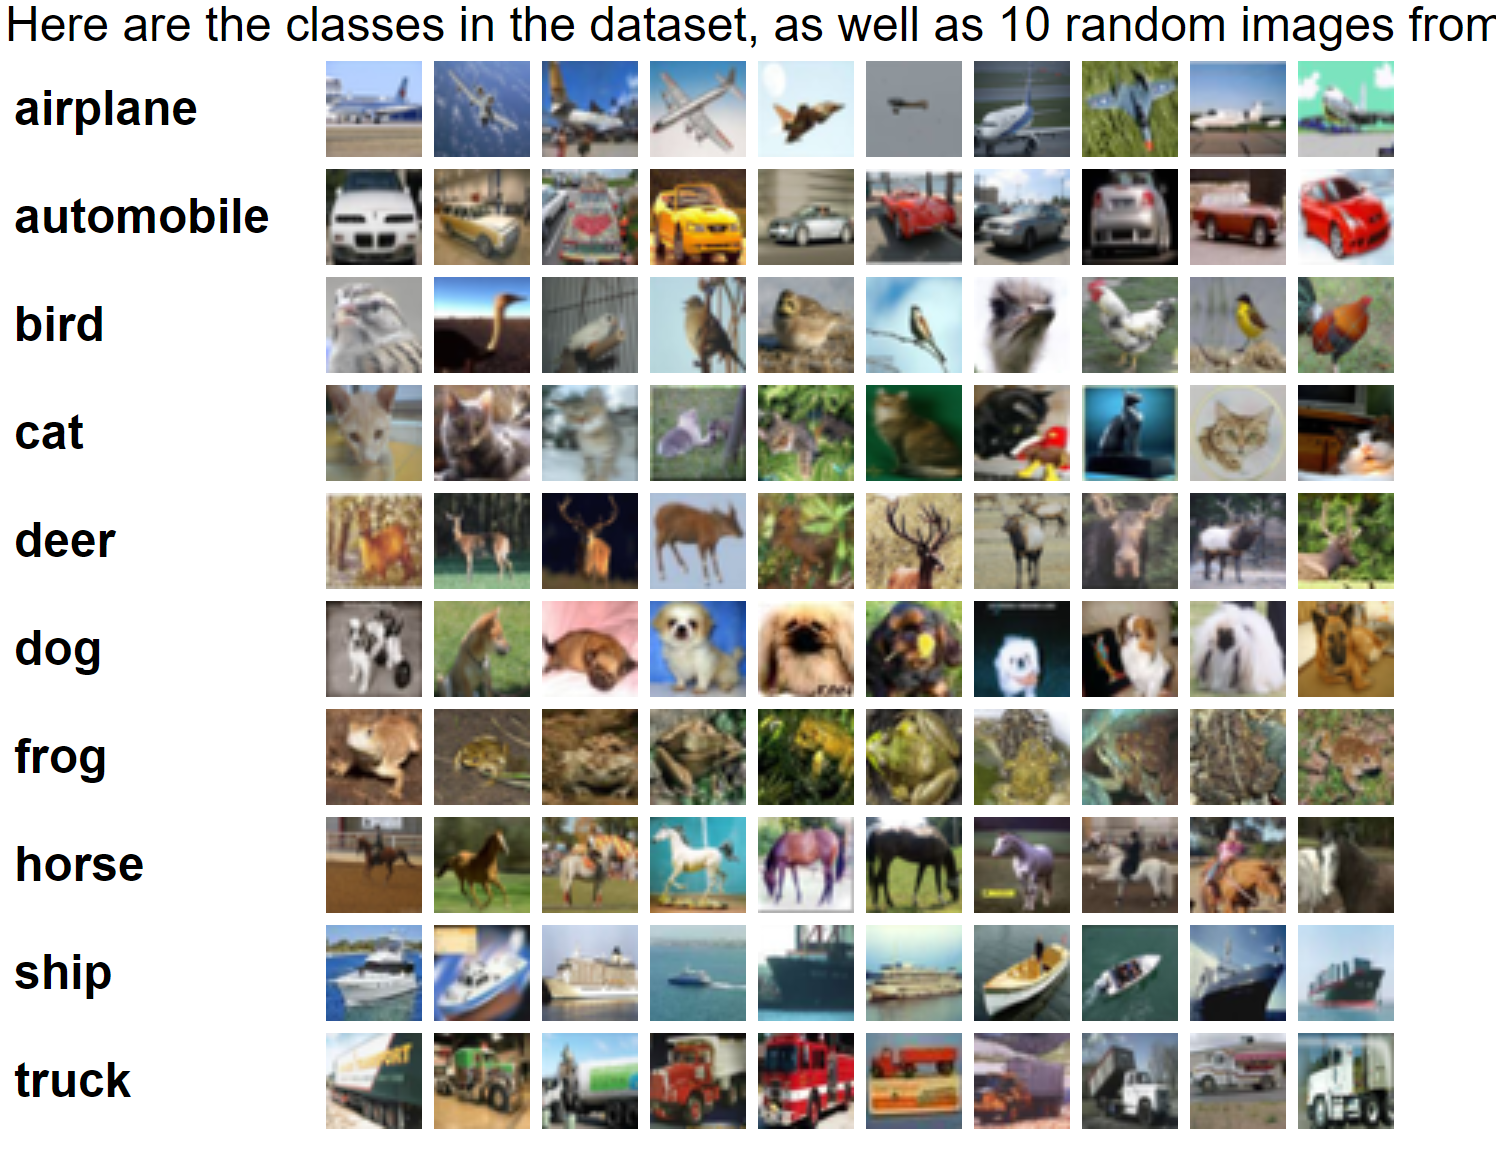 Here are the classes in the dataset, as well as 10 random images from
airplane
automobile
bird
cat
deer
dog
frog
horse
ship
truck